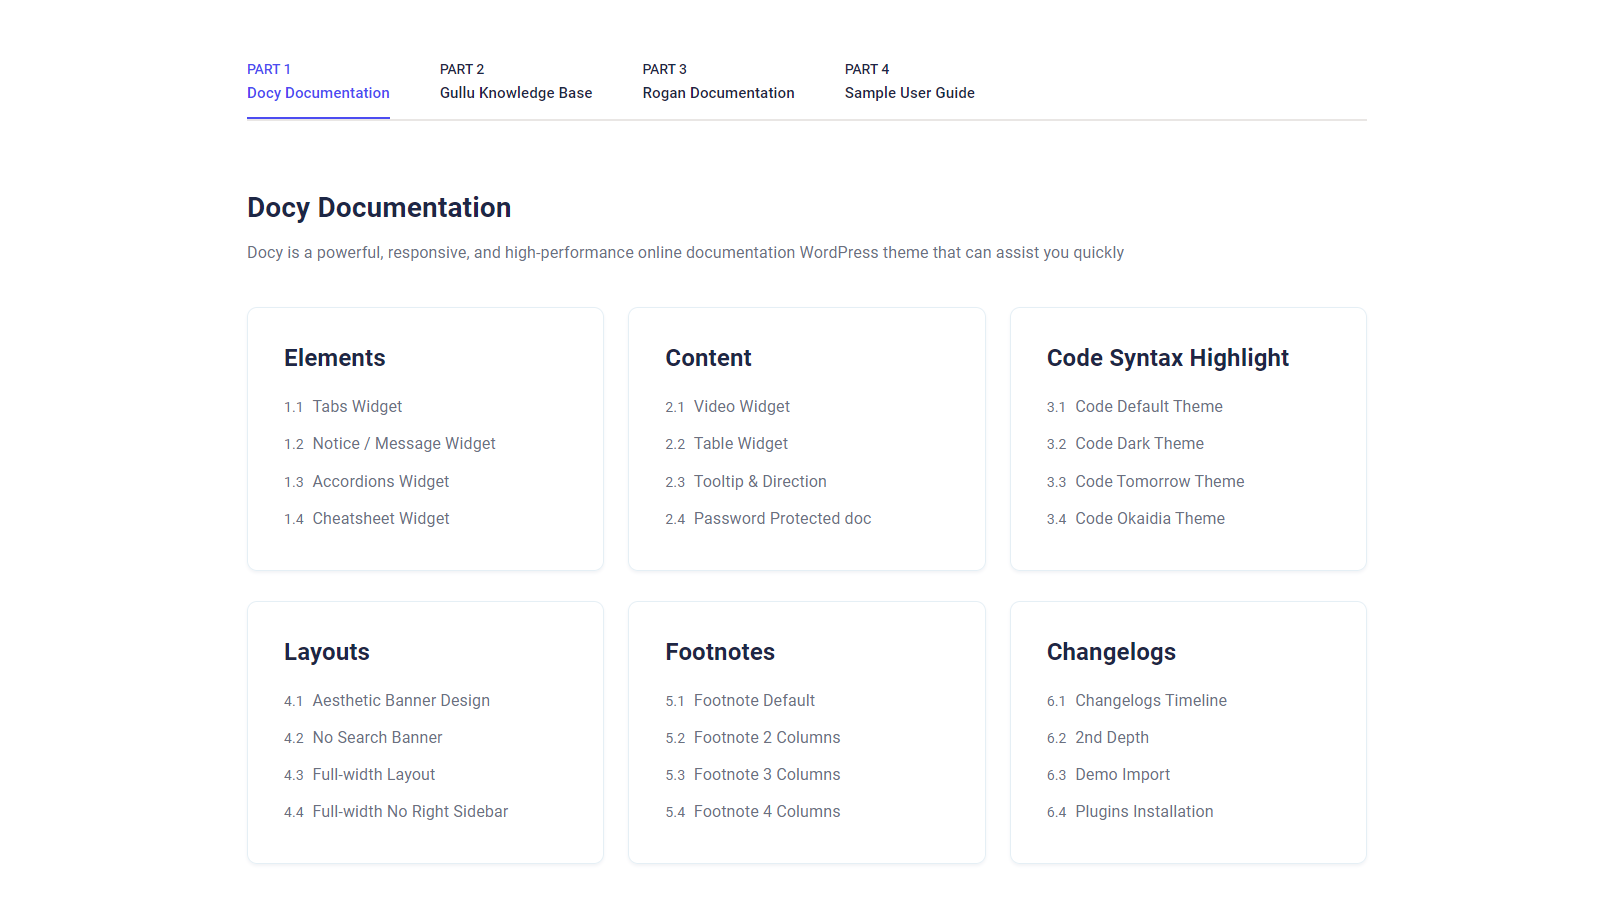 PART 1
Docy Documentation
PART 2
Gullu Knowledge Base
PART 3
Rogan Documentation
PART 4
Sample User Guide
Docy Documentation
Docy is a powerful, responsive, and high-performance online documentation WordPress theme that can assist you quickly
Elements
1.1 Tabs Widget
1.2 Notice / Message Widget
1.3 Accordions Widget
1.4 Cheatsheet Widget
Content
2.1 Video Widget
2.2 Table Widget
2.3 Tooltip & Direction
2.4 Password Protected doc
Code Syntax Highlight
3.1 Code Default Theme
3.2 Code Dark Theme
3.3 Code Tomorrow Theme
3.4 Code Okaidia Theme
Layouts
4.1 Aesthetic Banner Design
4.2 No Search Banner
4.3 Full-width Layout
4.4 Full-width No Right Sidebar
Footnotes
5.1 Footnote Default
5.2 Footnote 2 Columns
5.3 Footnote 3 Columns
5.4 Footnote 4 Columns
Changelogs
6.1 Changelogs Timeline
6.2 2nd Depth
6.3 Demo Import
6.4 Plugins Installation